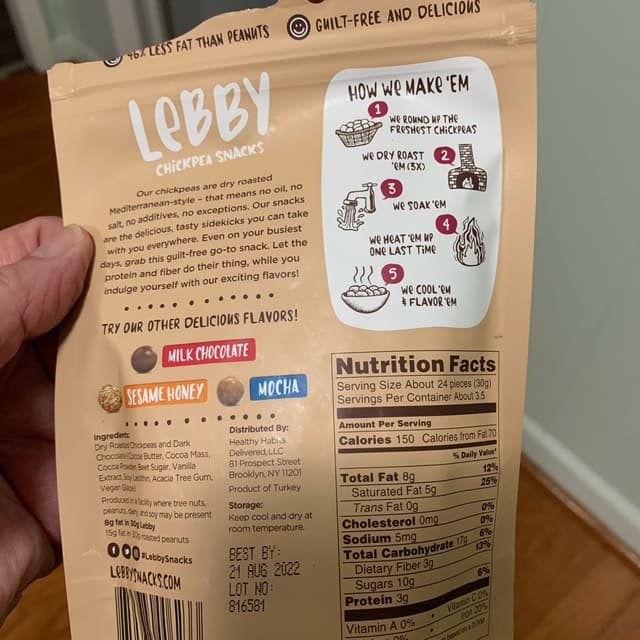 46% LESS FAT THAN PEANUTS
GUILT-FREE AND DELICIOUS
LeBBY
CHICKPEA SNACKS
Our chickpeas are dry roasted
Mediterranean-style – that means no oil, no
salt, no additives, no exceptions. Our snacks
are the delicious, tasty sidekicks you can take
with you everywhere. Even on your busiest
days, grab this guilt-free go-to snack. Let the
protein and fiber do their thing, while you
indulge yourself with our exciting flavors!
TRY OUR OTHER DELICIOUS FLAVORS!
MILK CHOCOLATE
SESAME HONEY
MOCHA
HOW WE MAKE 'EM
1
WE ROUND UP THE
FRESHEST CHICKPEAS
WE DRY ROAST
'EM (3X)
2
3
WE SOAK 'EM
4
WE HEAT 'EM UP
ONE LAST TIME
5
WE COOL 'EM
& FLAVOR 'EM
Ingredients:
Dry Roasted Chickpeas and Dark
Chocolate (Cocoa Butter, Cocoa Mass,
Cocoa Powder, Beet Sugar, Vanilla
Extract, Soy Lecithin, Acacia Tree Gum,
Vegan Glaze)
Produced in a facility where tree nuts,
peanuts, dairy, and soy may be present
8g fat in 30g Lebby
15g fat in 30g roasted peanuts
#LebbySnacks
LeBBYSNACKS.COM
Distributed By:
Healthy Habits
Delivered, LLC
81 Prospect Street
Brooklyn, NY 11201
Product of Turkey
Storage:
Keep cool and dry at
room temperature.
BEST BY:
21 AUG 2022
LOT NO:
816581
Nutrition Facts
Serving Size About 24 pieces (30g)
Servings Per Container About 3.5
Amount Per Serving
Calories 150 Calories from Fat 70
% Daily Value*
Total Fat 8g 12%
Saturated Fat 5g 25%
Trans Fat 0g
Cholesterol 0mg 0%
Sodium 5mg 0%
Total Carbohydrate 17g 6%
Dietary Fiber 3g 13%
Sugars 10g
Protein 3g 6%
Vitamin A 0% • Vitamin C 0%
Iron 20%